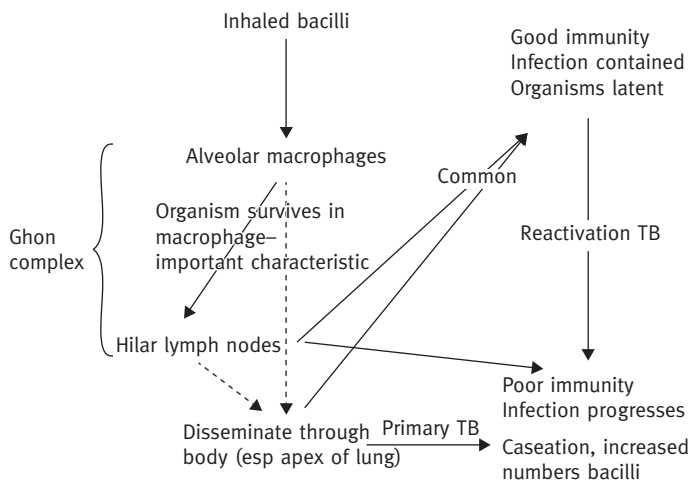 Inhaled bacilli
Good immunity
Infection contained
Organisms latent
Alveolar macrophages
Common
Organism survives in
macrophage–
important characteristic
Ghon
complex
Reactivation TB
Hilar lymph nodes
Poor immunity
Infection progresses
Disseminate through
body (esp apex of lung)
Primary TB
Caseation, increased
numbers bacilli